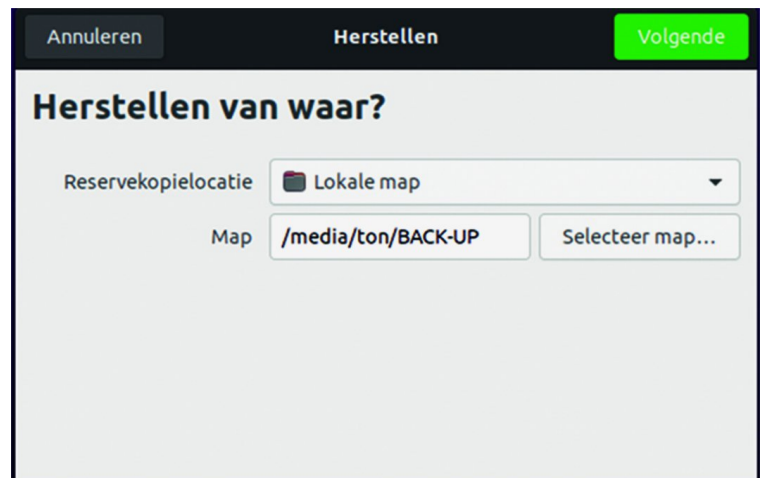 Annuleren Herstellen Volgende
Herstellen van waar?
Reservekopielocatie Lokale map
Map /media/ton/BACK-UP Selecteer map...